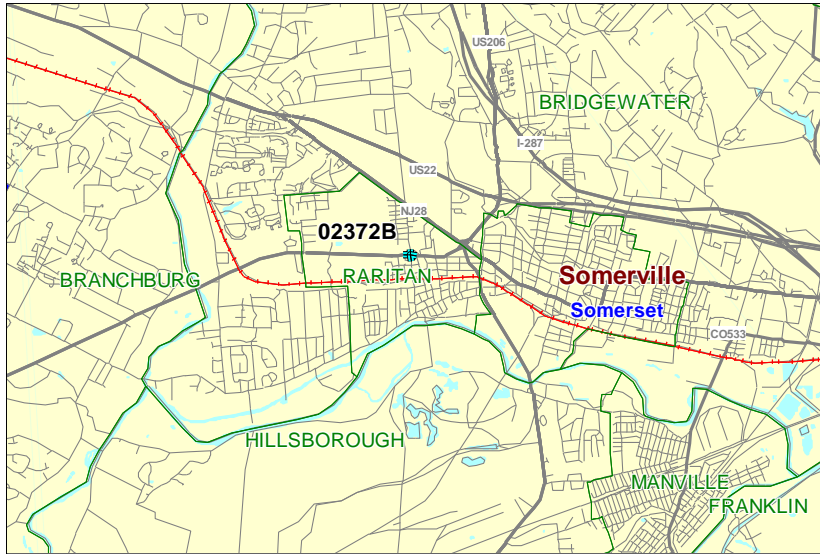 US206
BRIDGEWATER
I-287
US22
NJ28
02372B
BRANCHBURG
RARITAN
Somerville
Somerset
CO533
HILLSBOROUGH
MANVILLE
FRANKLIN